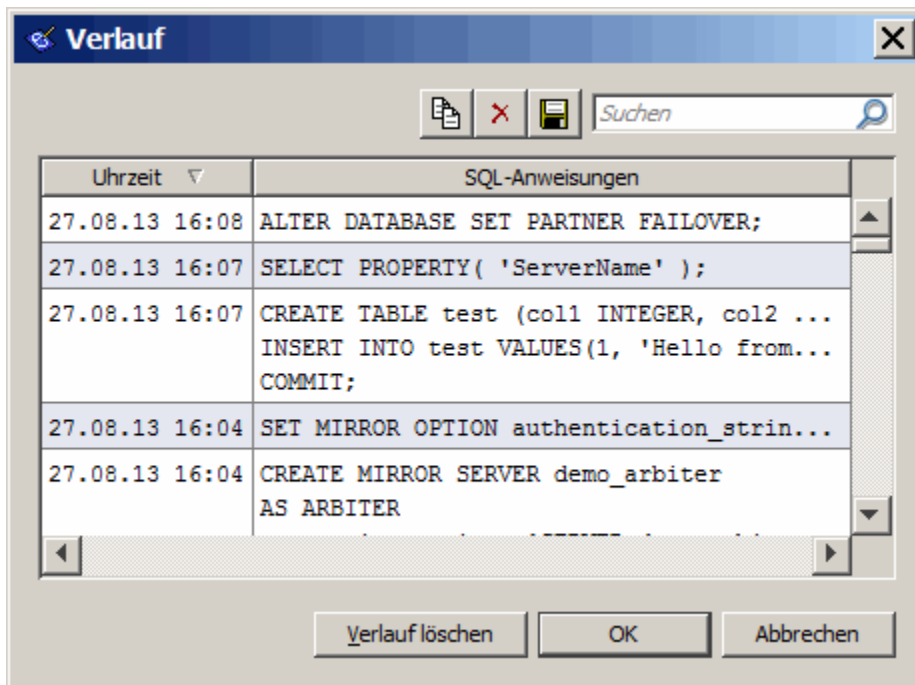 Verlauf
Suchen
Uhrzeit SQL-Anweisungen
27.08.13 16:08 ALTER DATABASE SET PARTNER FAILOVER;
27.08.13 16:07 SELECT PROPERTY( 'ServerName' );
27.08.13 16:07 CREATE TABLE test (col1 INTEGER, col2 ...
INSERT INTO test VALUES(1, 'Hello from...
COMMIT;
27.08.13 16:04 SET MIRROR OPTION authentication_strin...
27.08.13 16:04 CREATE MIRROR SERVER demo_arbiter
AS ARBITER
Verlauf löschen OK Abbrechen